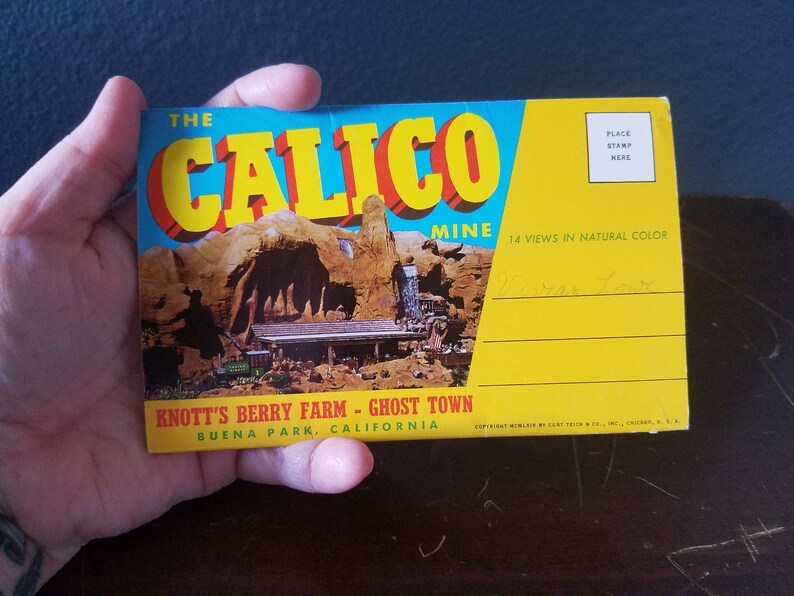 THE
CALICO
MINE
PLACE
STAMP
HERE
14 VIEWS IN NATURAL COLOR
KNOTT'S BERRY FARM - GHOST TOWN
BUENA PARK, CALIFORNIA
COPYRIGHT MCMLXIV BY CURT TEICH & CO., INC., CHICAGO, U. S. A.